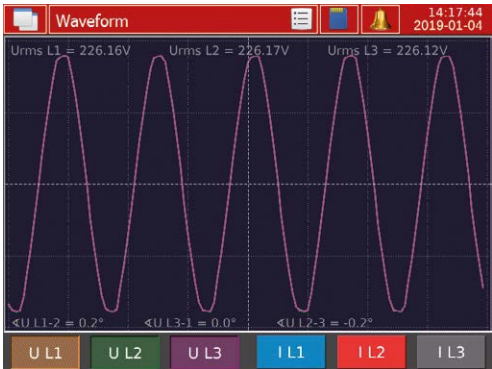 Waveform
14:17:44
2019-01-04
Urms L1 = 226.16V Urms L2 = 226.17V Urms L3 = 226.12V
∢U L1-2 = 0.2° ∢U L3-1 = 0.0° ∢U L2-3 = -0.2°
U L1 U L2 U L3 I L1 I L2 I L3